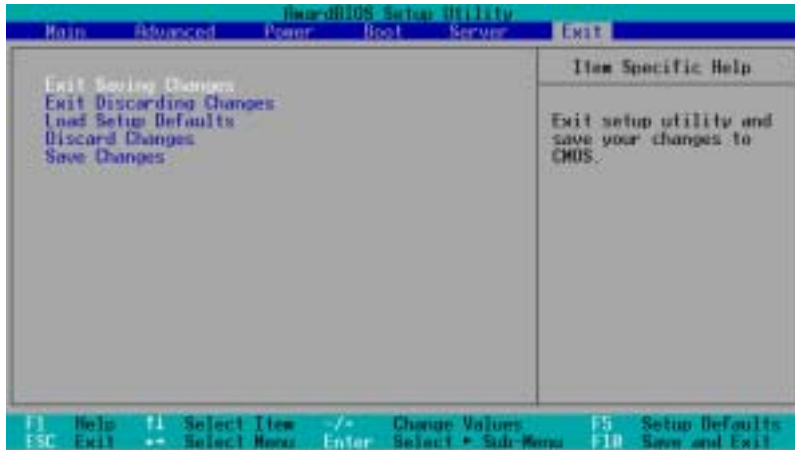 AwardBIOS Setup Utility
Main Advanced Power Boot Server Exit
Exit Saving Changes
Exit Discarding Changes
Load Setup Defaults
Discard Changes
Save Changes
Item Specific Help
Exit setup utility and
save your changes to
CMOS.
F1 Help ↑↓ Select Item -/+ Change Values F5 Setup Defaults
ESC Exit ←→ Select Menu Enter Select ► Sub-Menu F10 Save and Exit